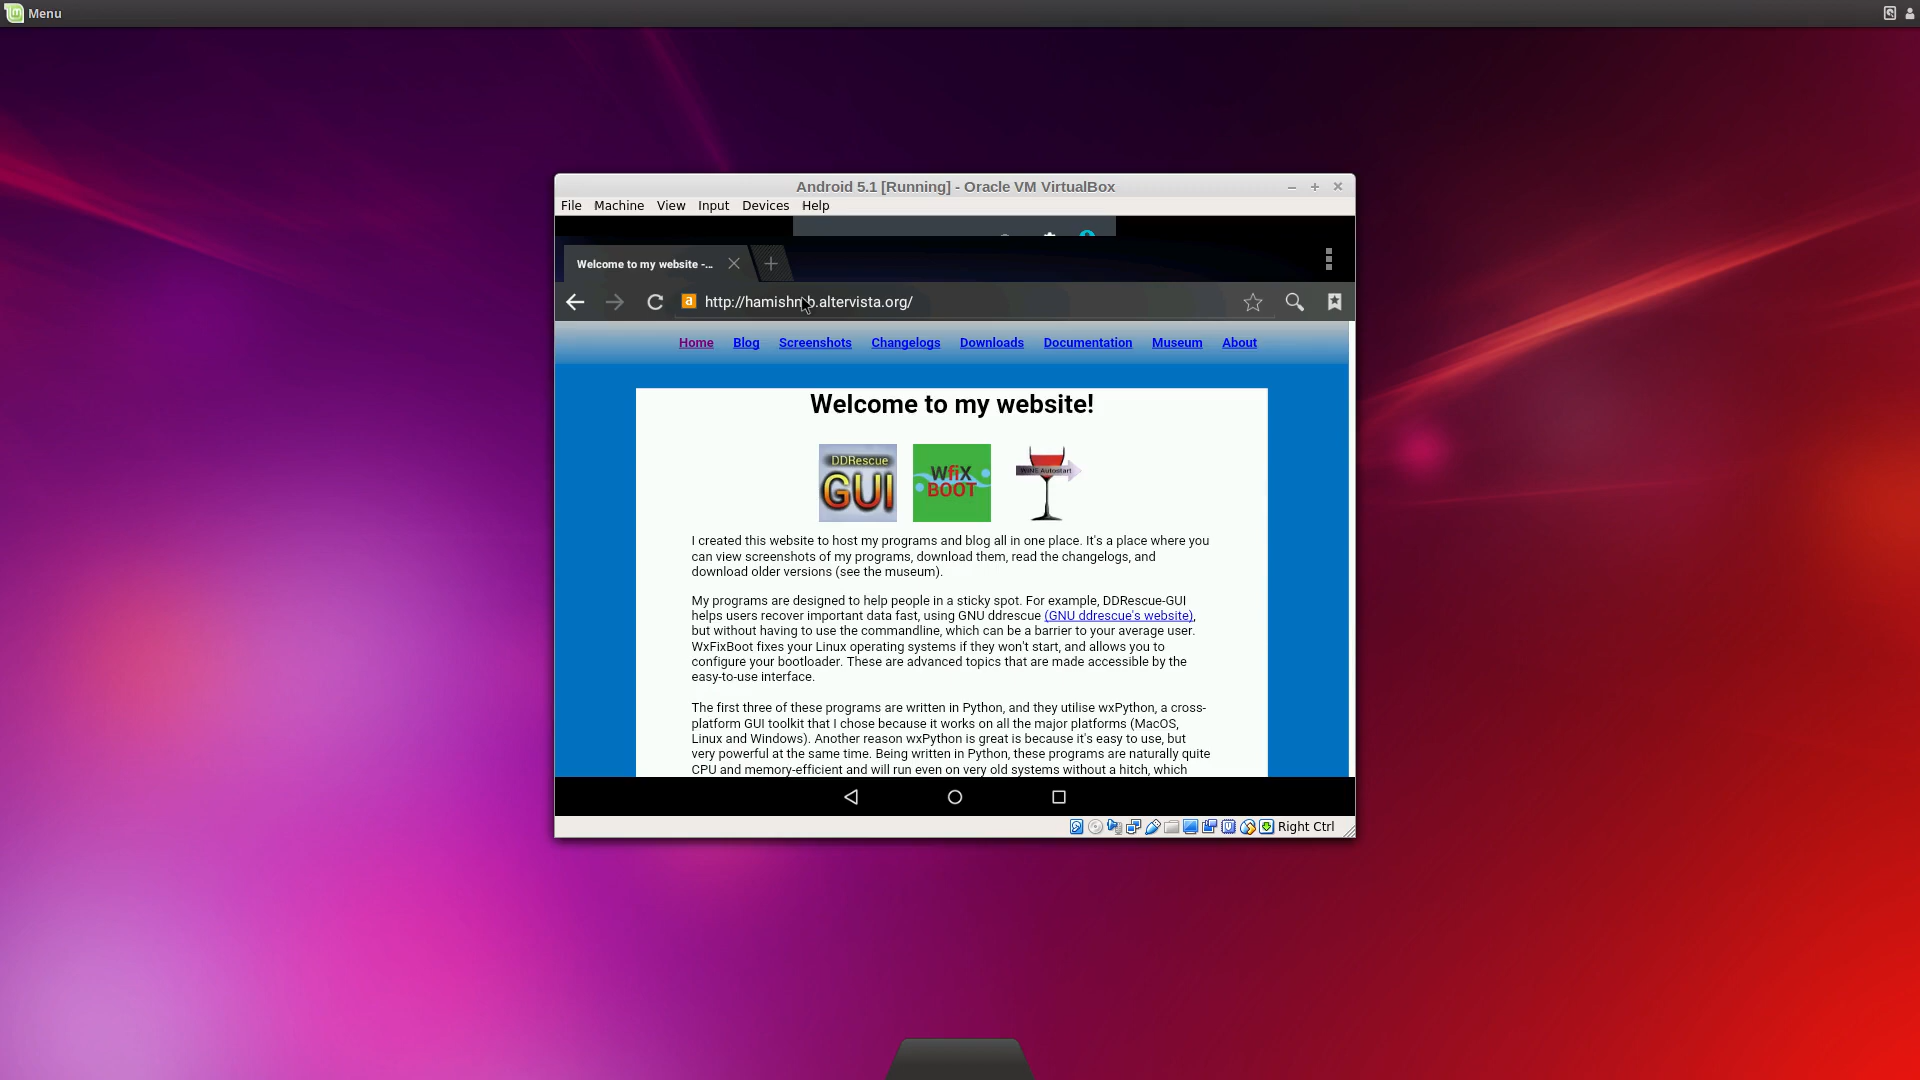 Menu
Android 5.1 [Running] - Oracle VM VirtualBox
File Machine View Input Devices Help
Welcome to my website -...
http://hamishmb.altervista.org/
Home Blog Screenshots Changelogs Downloads Documentation Museum About
Welcome to my website!
DDRescue
GUI
WfiX
BOOT
WINE Autostart
I created this website to host my programs and blog all in one place. It's a place where you
can view screenshots of my programs, download them, read the changelogs, and
download older versions (see the museum).
My programs are designed to help people in a sticky spot. For example, DDRescue-GUI
helps users recover important data fast, using GNU ddrescue (GNU ddrescue's website),
but without having to use the commandline, which can be a barrier to your average user.
WxFixBoot fixes your Linux operating systems if they won't start, and allows you to
configure your bootloader. These are advanced topics that are made accessible by the
easy-to-use interface.
The first three of these programs are written in Python, and they utilise wxPython, a cross-
platform GUI toolkit that I chose because it works on all the major platforms (MacOS,
Linux and Windows). Another reason wxPython is great is because it's easy to use, but
very powerful at the same time. Being written in Python, these programs are naturally quite
CPU and memory-efficient and will run even on very old systems without a hitch, which
Right Ctrl